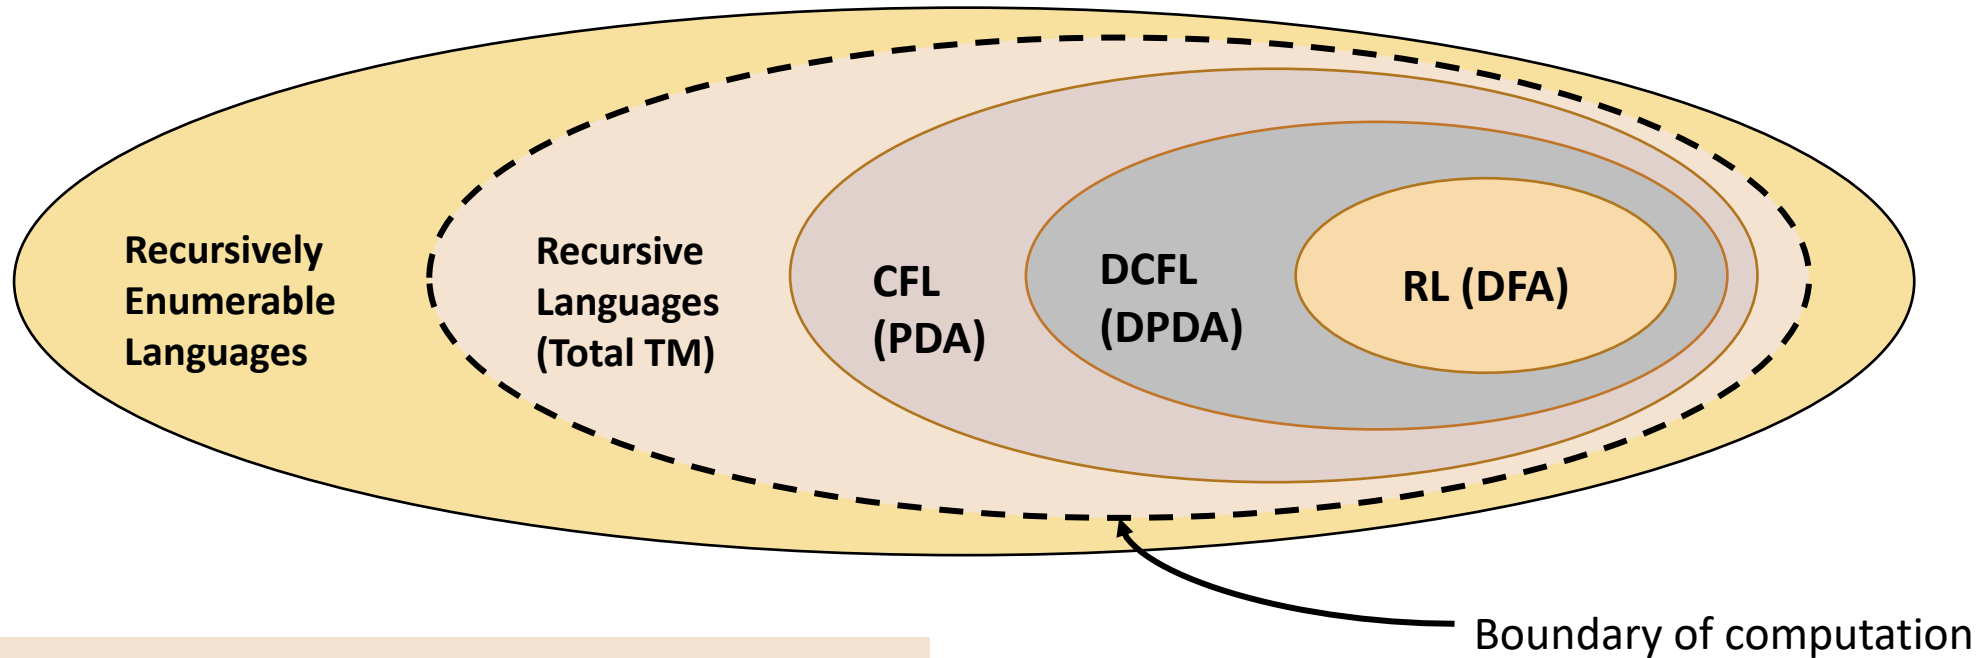 Recursively
Enumerable
Languages
Recursive
Languages
(Total TM)
CFL
(PDA)
DCFL
(DPDA)
RL (DFA)
Boundary of computation